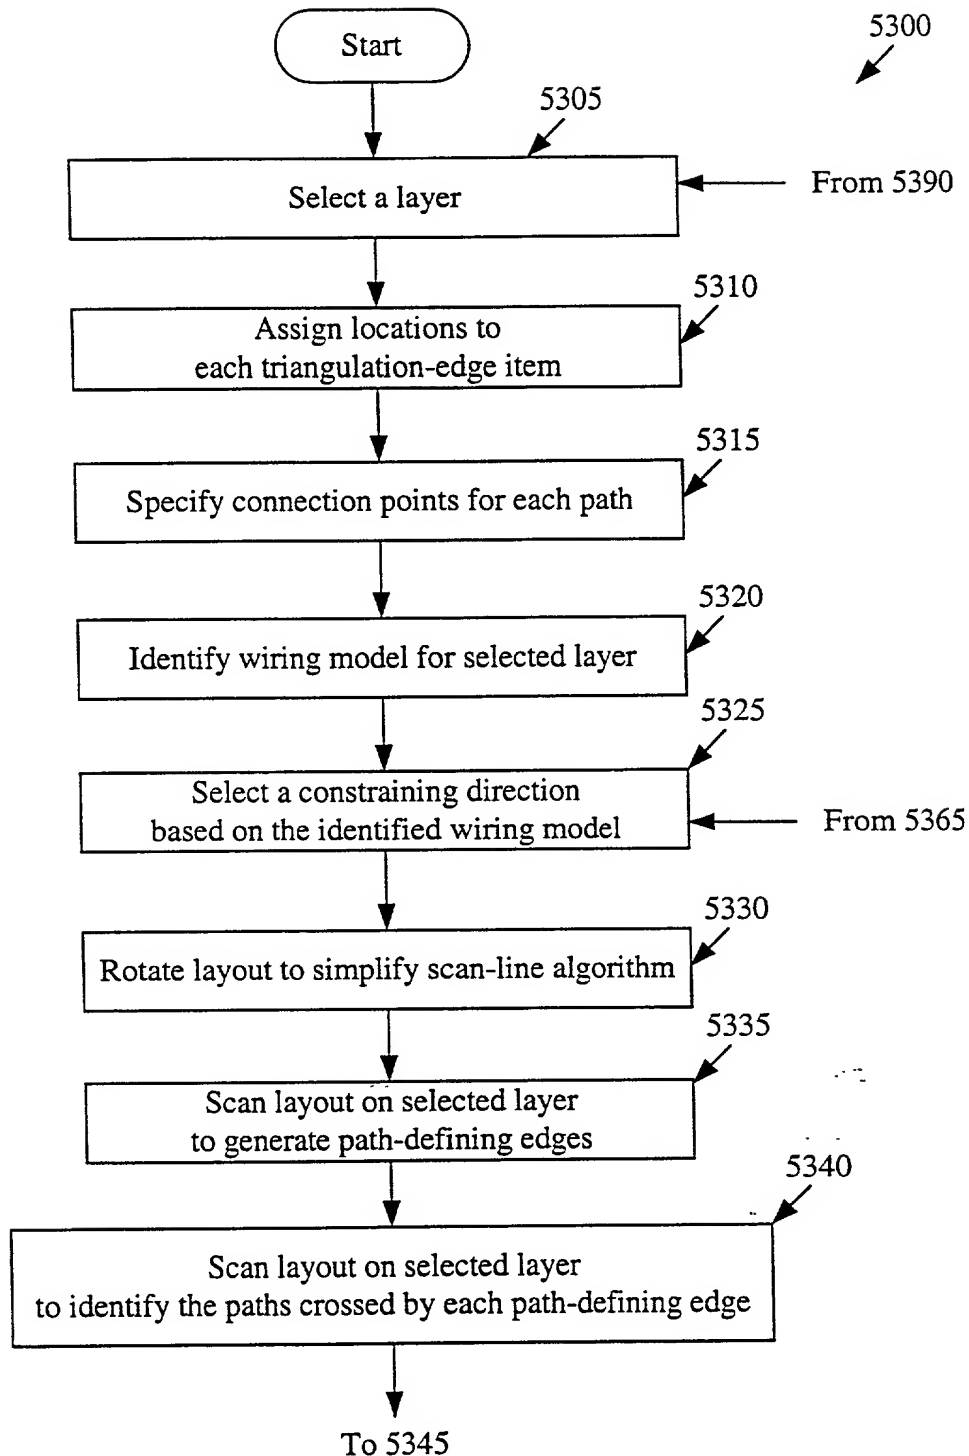 Start
5300
5305
Select a layer
From 5390
5310
Assign locations to
each triangulation-edge item
5315
Specify connection points for each path
5320
Identify wiring model for selected layer
5325
Select a constraining direction
based on the identified wiring model
From 5365
5330
Rotate layout to simplify scan-line algorithm
5335
Scan layout on selected layer
to generate path-defining edges
5340
Scan layout on selected layer
to identify the paths crossed by each path-defining edge
To 5345